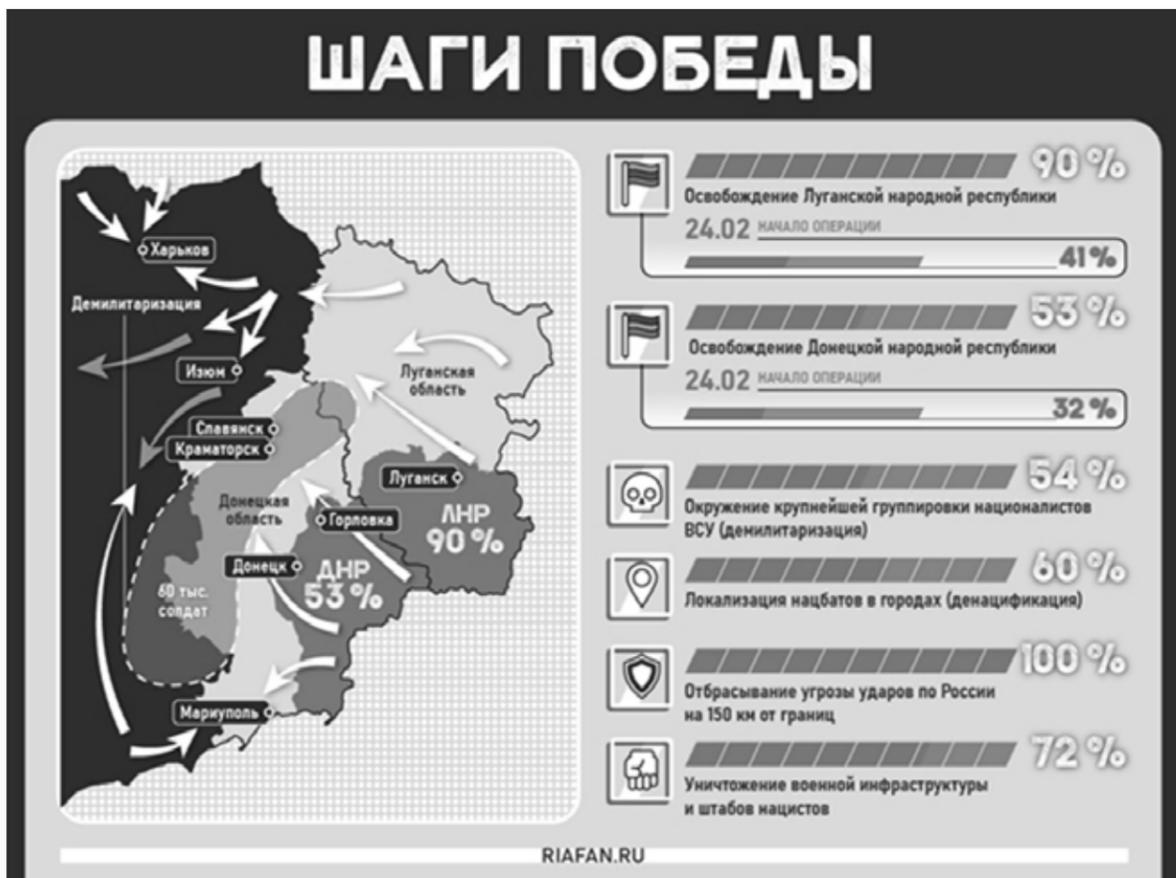 ШАГИ ПОБЕДЫ
Харьков
Демилитаризация
Изюм
Луганская
область
Славянск
Краматорск
Луганск
Донецкая
область
Горловка
ЛНР
90 %
Донецк
ДНР
53 %
60 тыс.
солдат
Мариуполь
90 %
Освобождение Луганской народной республики
24.02 НАЧАЛО ОПЕРАЦИИ
41 %
53 %
Освобождение Донецкой народной республики
24.02 НАЧАЛО ОПЕРАЦИИ
32 %
54 %
Окружение крупнейшей группировки националистов
ВСУ (демилитаризация)
60 %
Локализация нацбатов в городах (денацификация)
100 %
Отбрасывание угрозы ударов по России
на 150 км от границ
72 %
Уничтожение военной инфраструктуры
и штабов нацистов
RIAFAN.RU